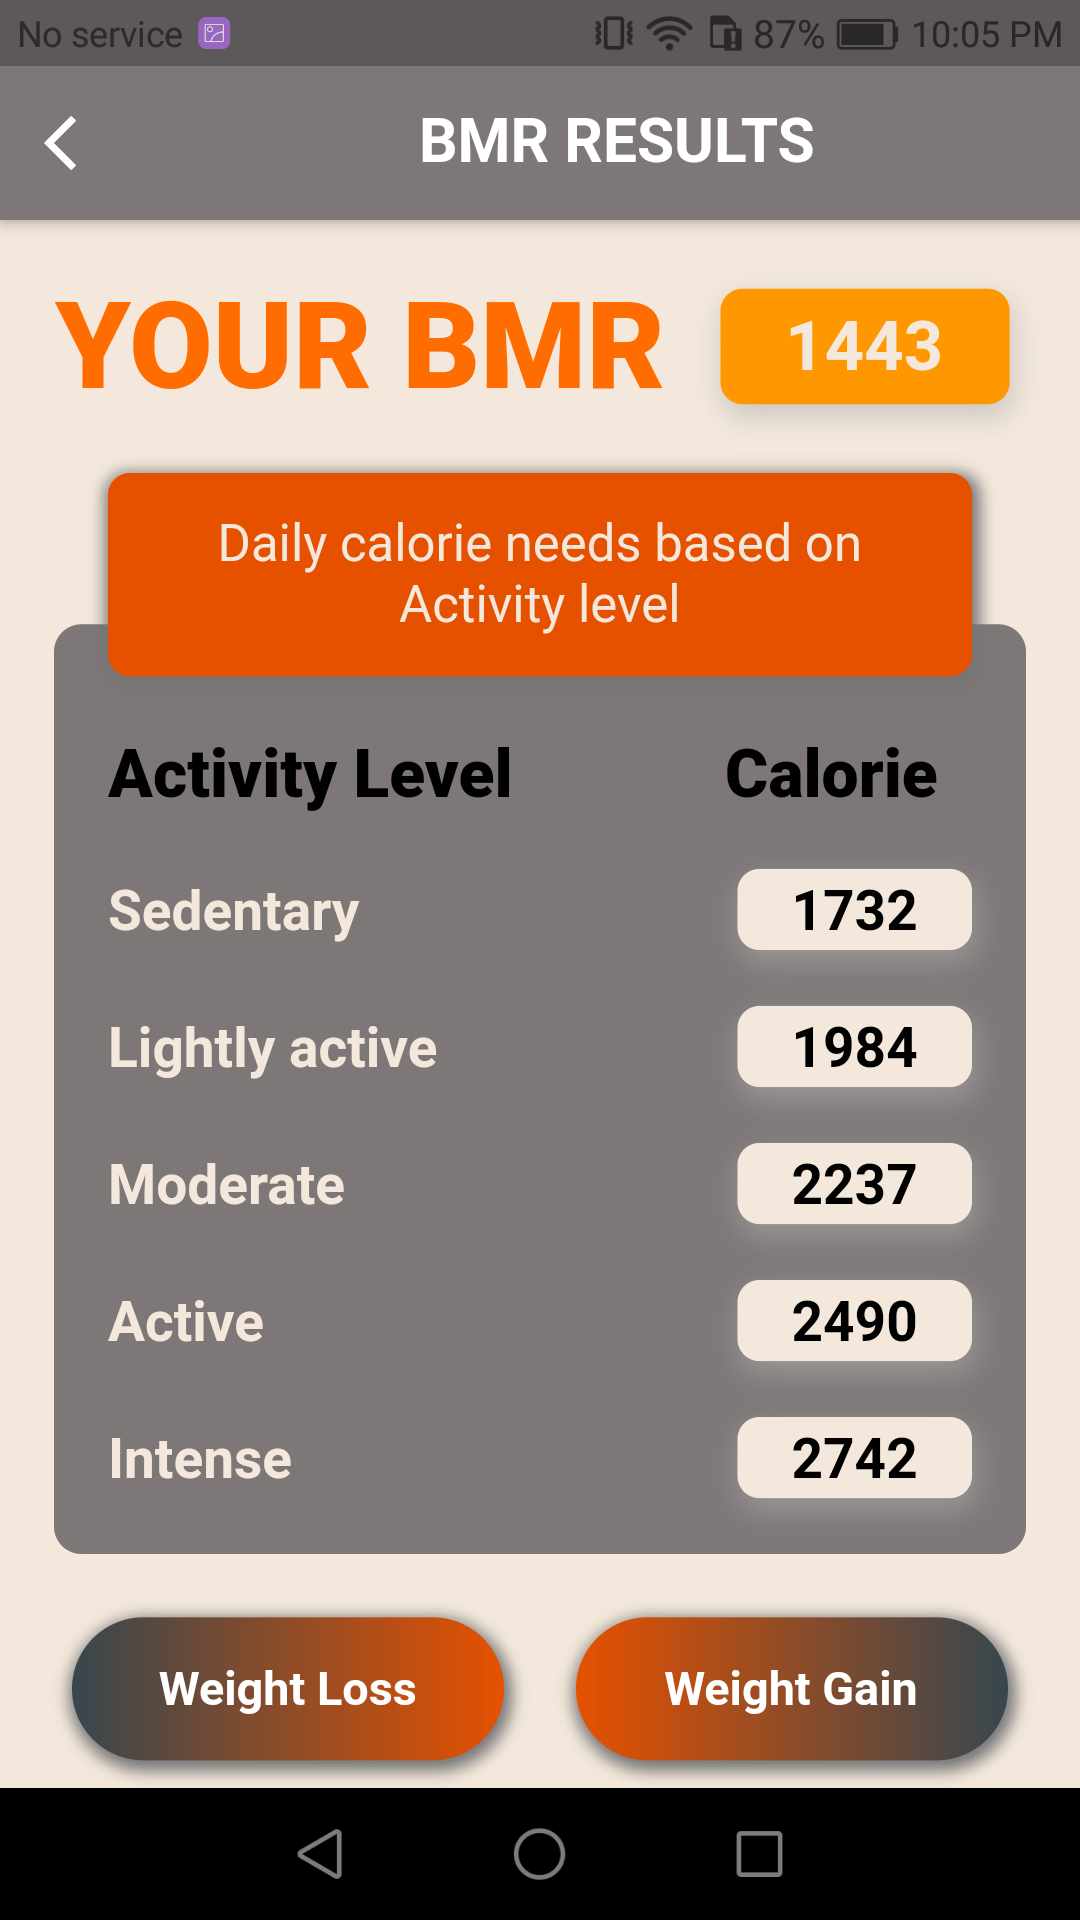 No service 87% 10:05 PM
BMR RESULTS
YOUR BMR 1443
Daily calorie needs based on
Activity level
Activity Level Calorie
Sedentary 1732
Lightly active 1984
Moderate 2237
Active 2490
Intense 2742
Weight Loss Weight Gain